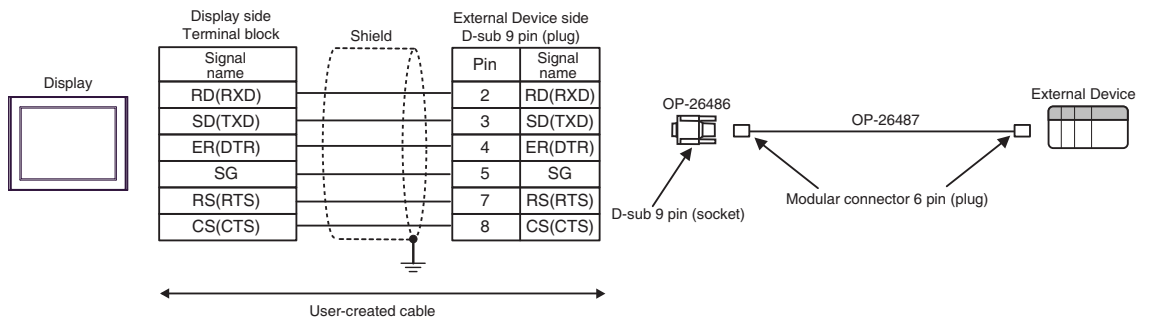 Display
Display side
Terminal block
Shield
External Device side
D-sub 9 pin (plug)
Signal
name
Pin
Signal
name
RD(RXD)
2
RD(RXD)
SD(TXD)
3
SD(TXD)
ER(DTR)
4
ER(DTR)
SG
5
SG
RS(RTS)
7
RS(RTS)
CS(CTS)
8
CS(CTS)
User-created cable
OP-26486
D-sub 9 pin (socket)
OP-26487
Modular connector 6 pin (plug)
External Device